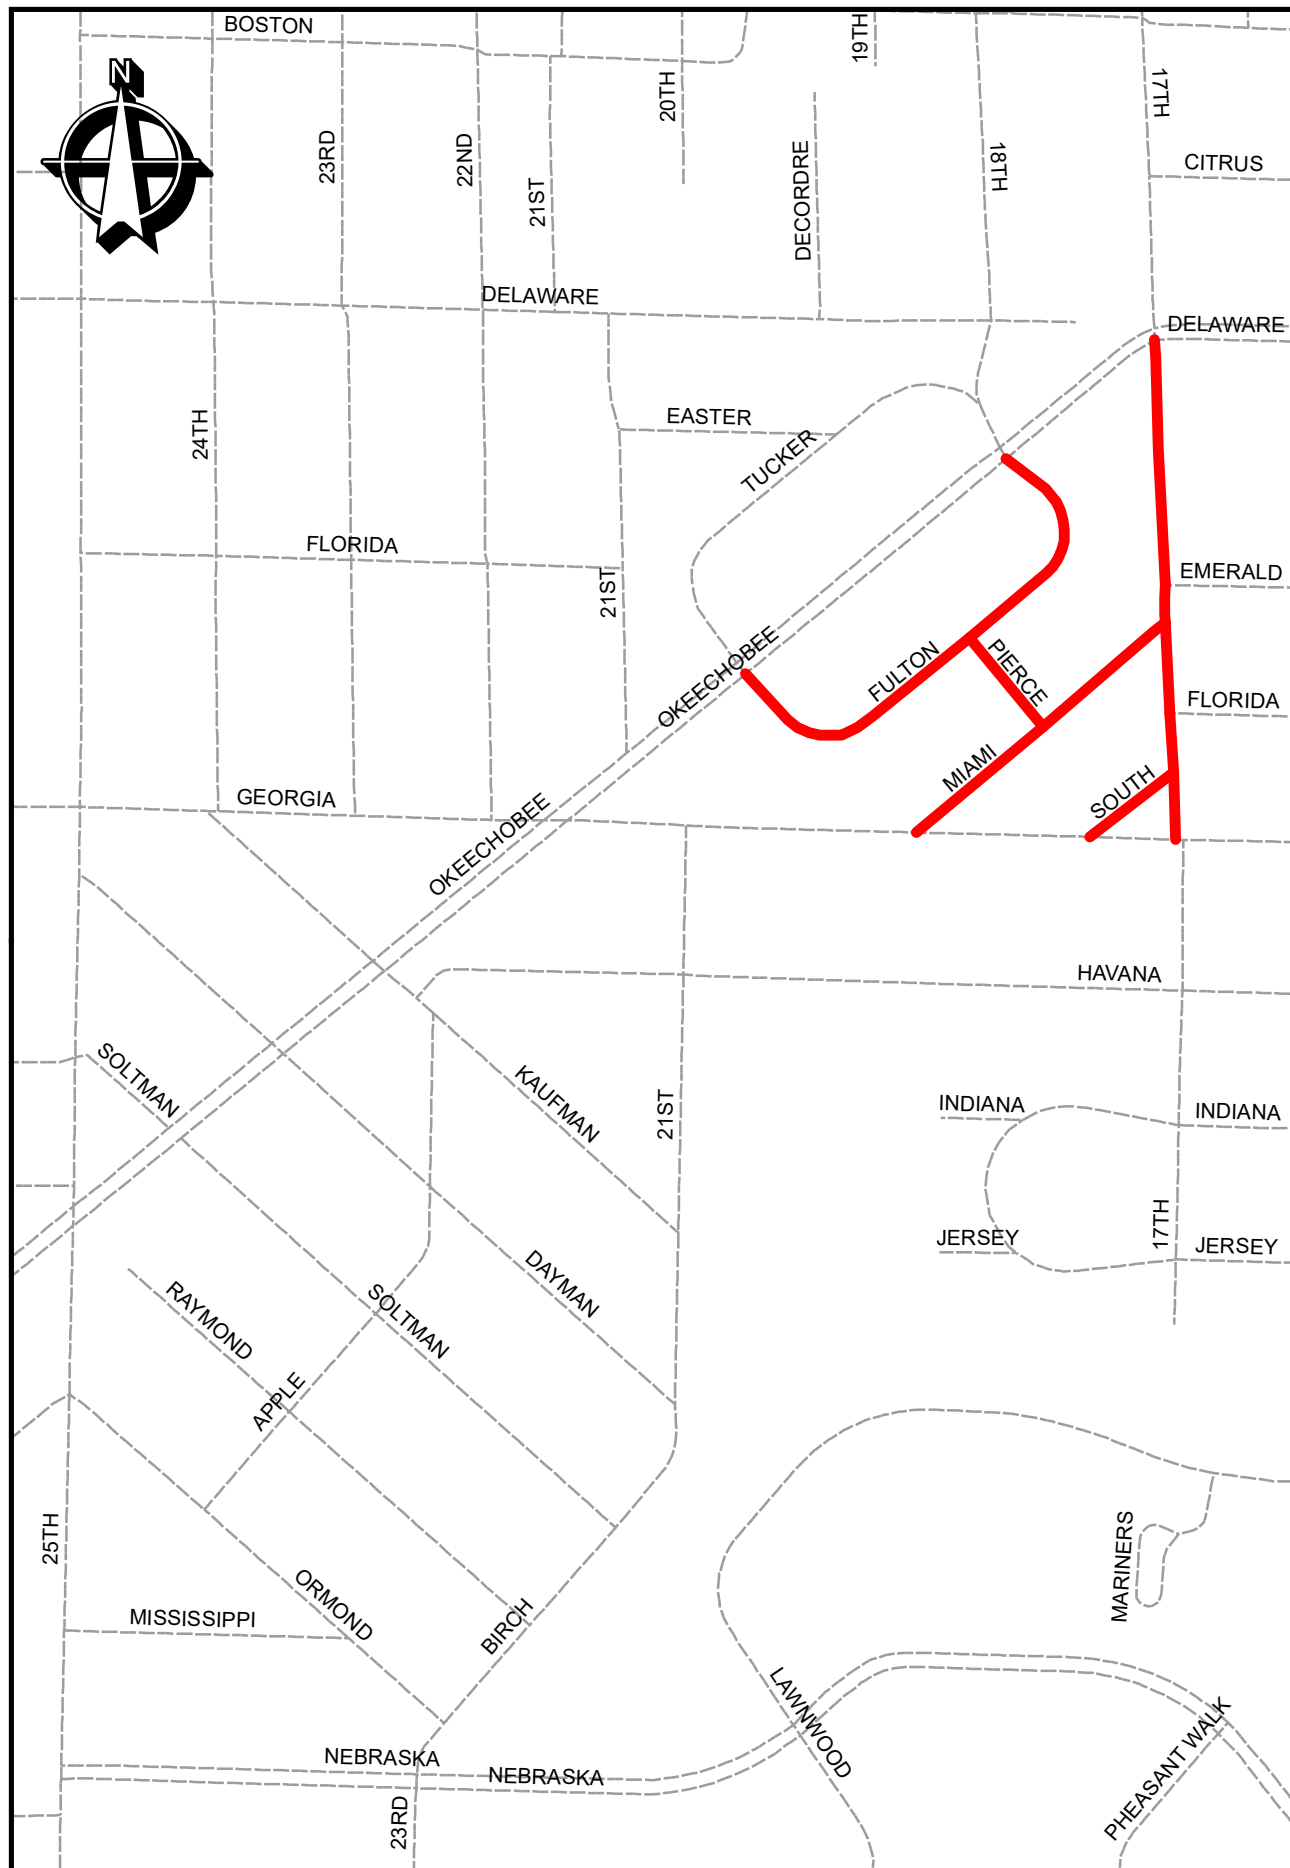 BOSTON
19TH
N
20TH
17TH
23RD
22ND
21ST
DECORDRE
18TH
CITRUS
DELAWARE
DELAWARE
24TH
EASTER
TUCKER
FLORIDA
21ST
EMERALD
OKEECHOBEE
FULTON
PIERCE
FLORIDA
MIAMI
SOUTH
GEORGIA
OKEECHOBEE
HAVANA
SOLTMAN
KAUFMAN
21ST
INDIANA
INDIANA
17TH
JERSEY
JERSEY
RAYMOND
SOLTMAN
DAYMAN
APPLE
25TH
MARINERS
ORMOND
MISSISSIPPI
BIRCH
LAWNWOOD
PHEASANT WALK
NEBRASKA
NEBRASKA
23RD